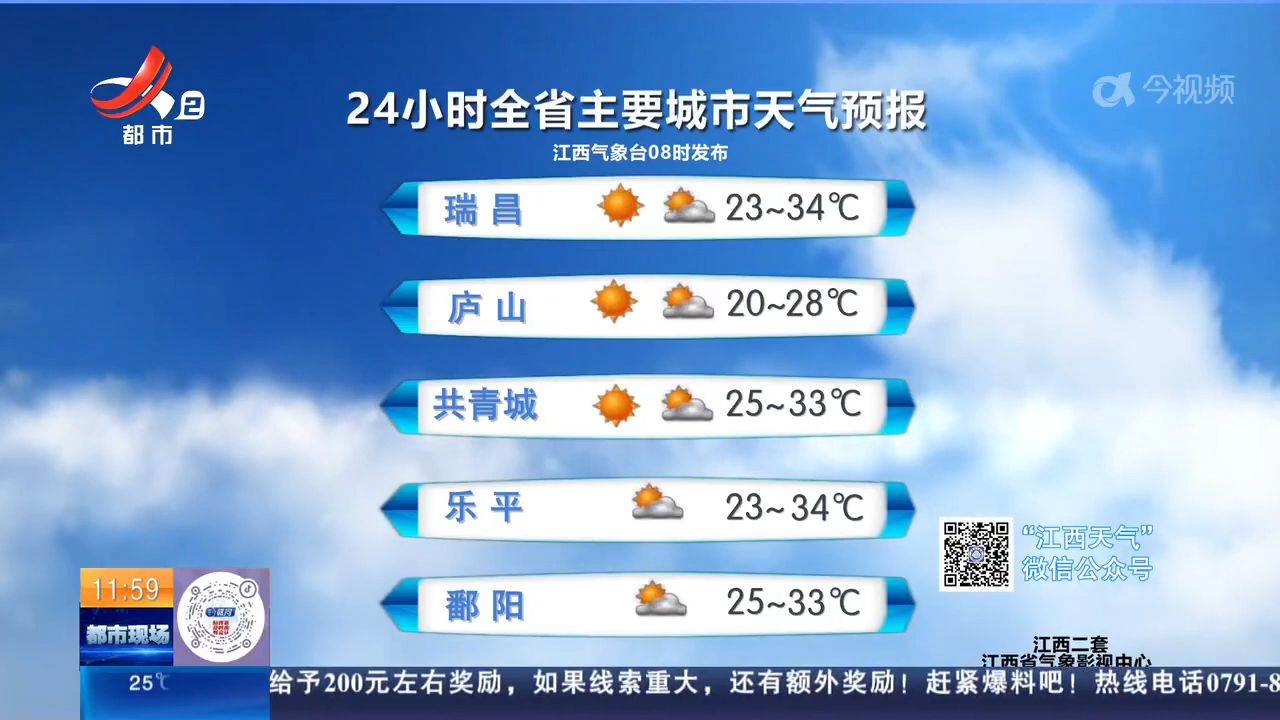 2
都市
今视频
24小时全省主要城市天气预报
江西气象台08时发布
瑞昌 23~34℃
庐山 20~28℃
共青城 25~33℃
乐平 23~34℃
鄱阳 25~33℃
“江西天气”
微信公众号
11:59
都市现场
江西二套
江西省气象影视中心
25℃
给予200元左右奖励，如果线索重大，还有额外奖励！赶紧爆料吧！热线电话0791-8